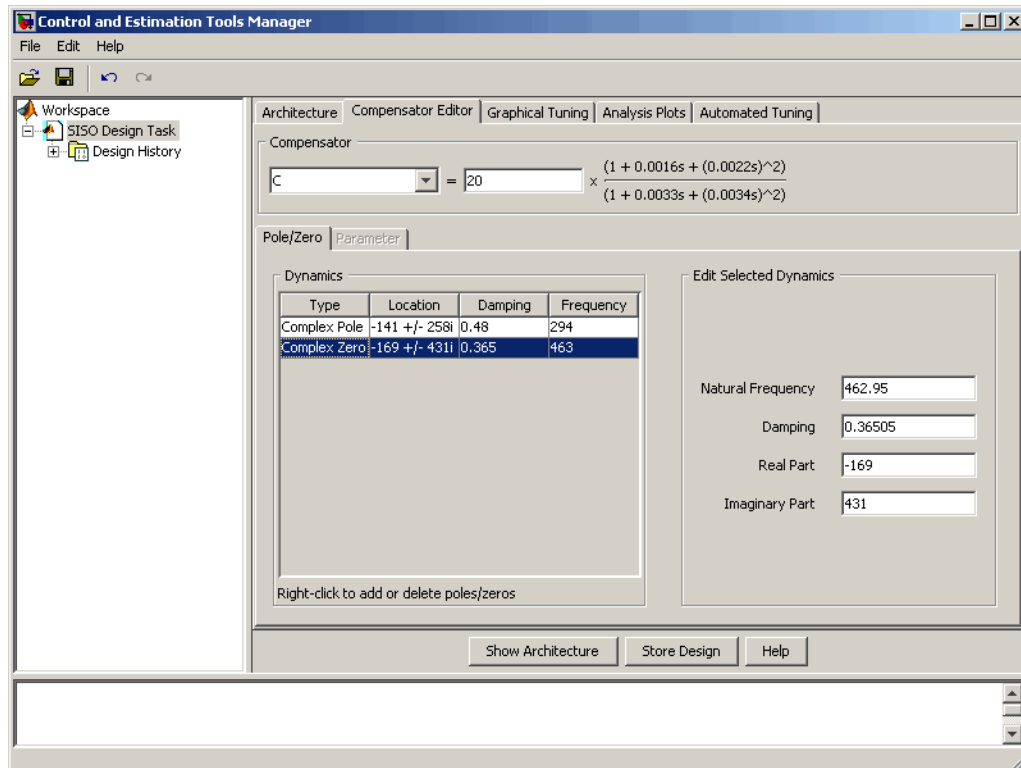 Control and Estimation Tools Manager
File Edit Help
Workspace
SISO Design Task
Design History
Architecture Compensator Editor Graphical Tuning Analysis Plots Automated Tuning
Compensator
C = 20 x (1 + 0.0016s + (0.0022s)^2)
(1 + 0.0033s + (0.0034s)^2)
Pole/Zero Parameter
Dynamics
Type Location Damping Frequency
Complex Pole -141 +/- 258i 0.48 294
Complex Zero -169 +/- 431i 0.365 463
Right-click to add or delete poles/zeros
Edit Selected Dynamics
Natural Frequency 462.95
Damping 0.36505
Real Part -169
Imaginary Part 431
Show Architecture Store Design Help